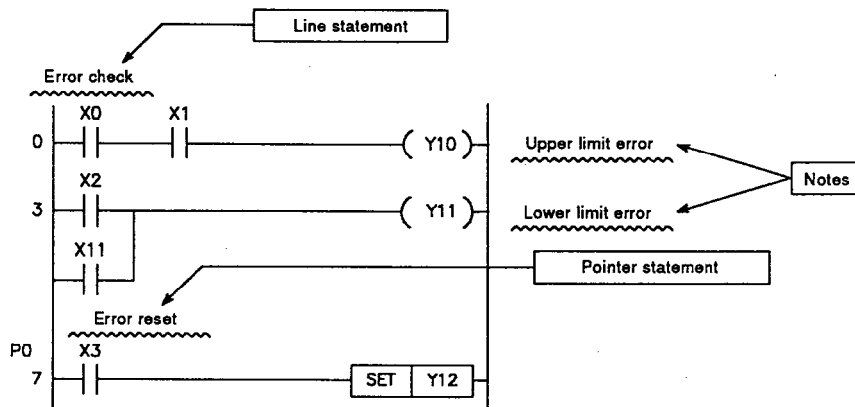 Line statement
Error check
X0 X1
0 Y10 Upper limit error
Notes
X2
3 Y11 Lower limit error
X11
Pointer statement
Error reset
P0 X3
7 SET Y12